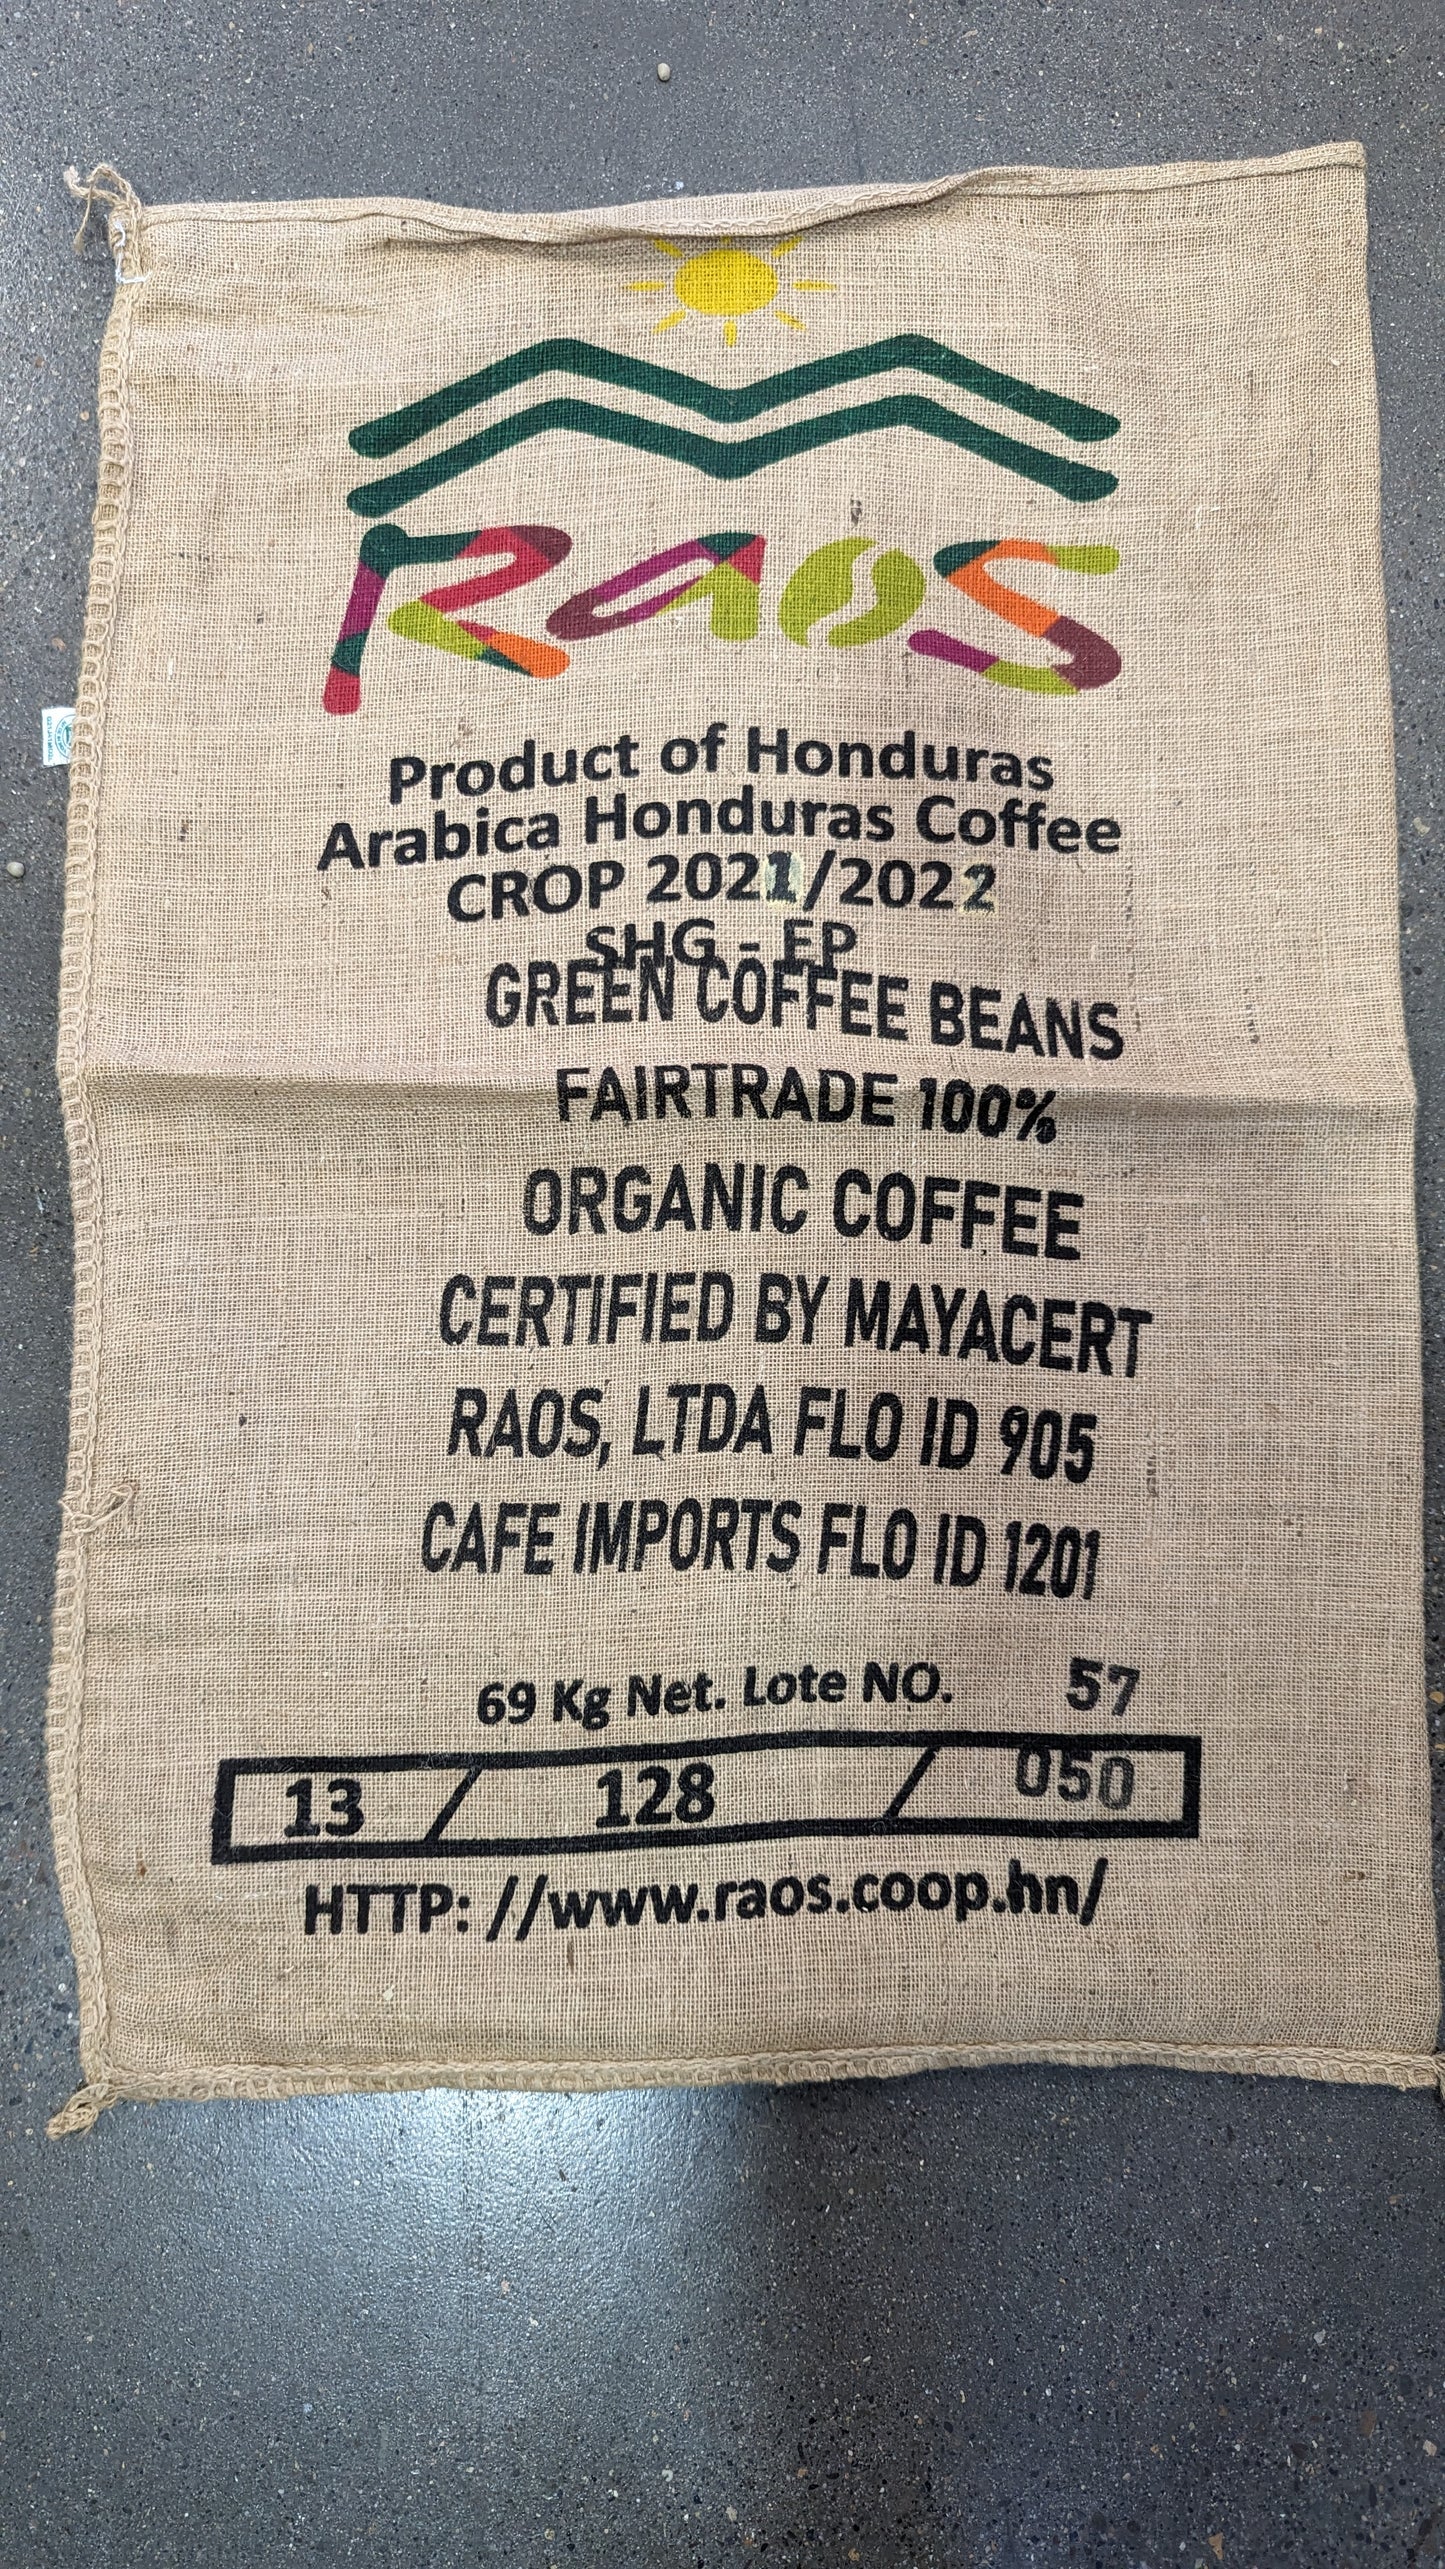 RAOS
Product of Honduras
Arabica Honduras Coffee
CROP 2021/2022
SHG - EP
GREEN COFFEE BEANS
FAIRTRADE 100%
ORGANIC COFFEE
CERTIFIED BY MAYACERT
RAOS, LTDA FLO ID 905
CAFE IMPORTS FLO ID 1201
69 Kg Net. Lote NO. 57
13 / 128 / 050
HTTP: //www.raos.coop.hn/